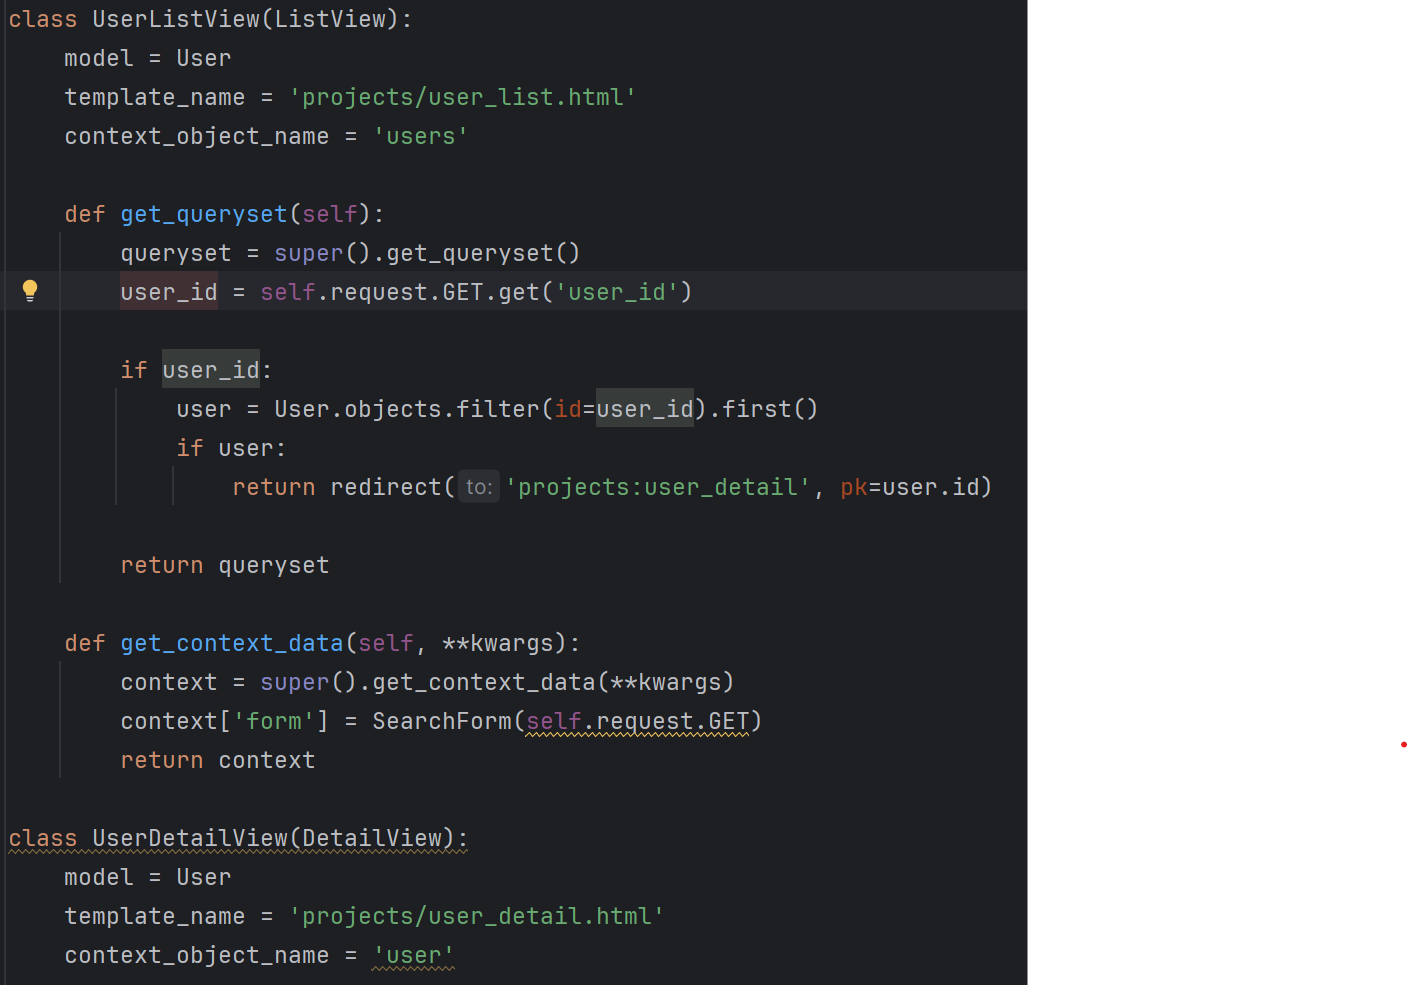 class UserListView(ListView):
    model = User
    template_name = 'projects/user_list.html'
    context_object_name = 'users'

    def get_queryset(self):
        queryset = super().get_queryset()
        user_id = self.request.GET.get('user_id')

        if user_id:
            user = User.objects.filter(id=user_id).first()
            if user:
                return redirect( to: 'projects:user_detail', pk=user.id)

        return queryset

    def get_context_data(self, **kwargs):
        context = super().get_context_data(**kwargs)
        context['form'] = SearchForm(self.request.GET)
        return context

class UserDetailView(DetailView):
    model = User
    template_name = 'projects/user_detail.html'
    context_object_name = 'user'